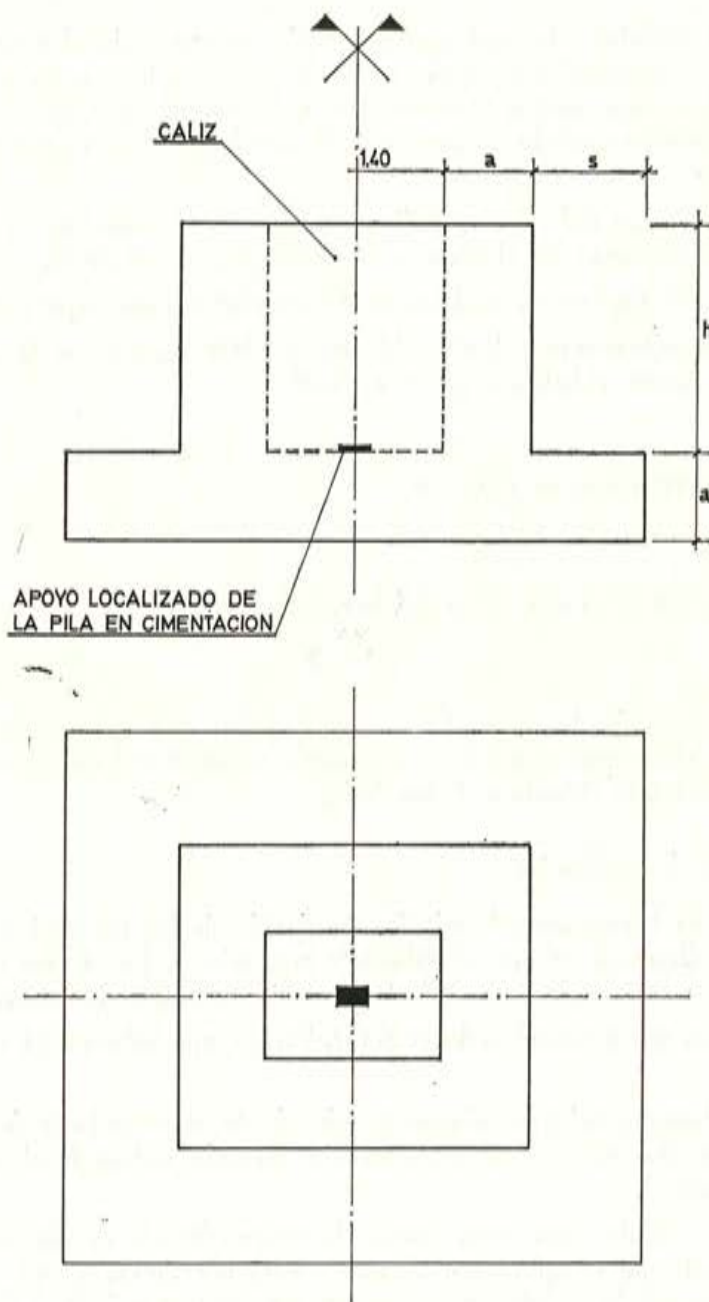 CALIZ
1,40
a
s
h
a
APOYO LOCALIZADO DE
LA PILA EN CIMENTACION